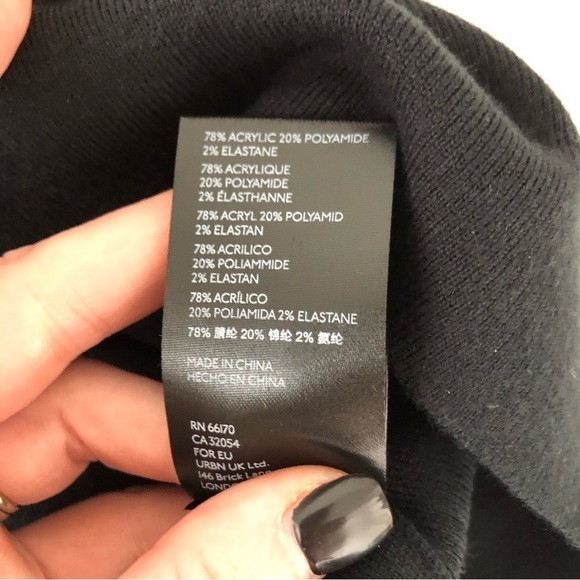 78% ACRYLIC 20% POLYAMIDE
2% ELASTANE
78% ACRYLIQUE
20% POLYAMIDE
2% ÉLASTHANNE
78% ACRYL 20% POLYAMID
2% ELASTAN
78% ACRILICO
20% POLIAMMIDE
2% ELASTAN
78% ACRÍLICO
20% POLIAMIDA 2% ELASTANE
78% 腈纶 20% 锦纶 2% 氨纶
MADE IN CHINA
HECHO EN CHINA
RN 66170
CA 32054
FOR EU
URBN UK Ltd.
146 Brick